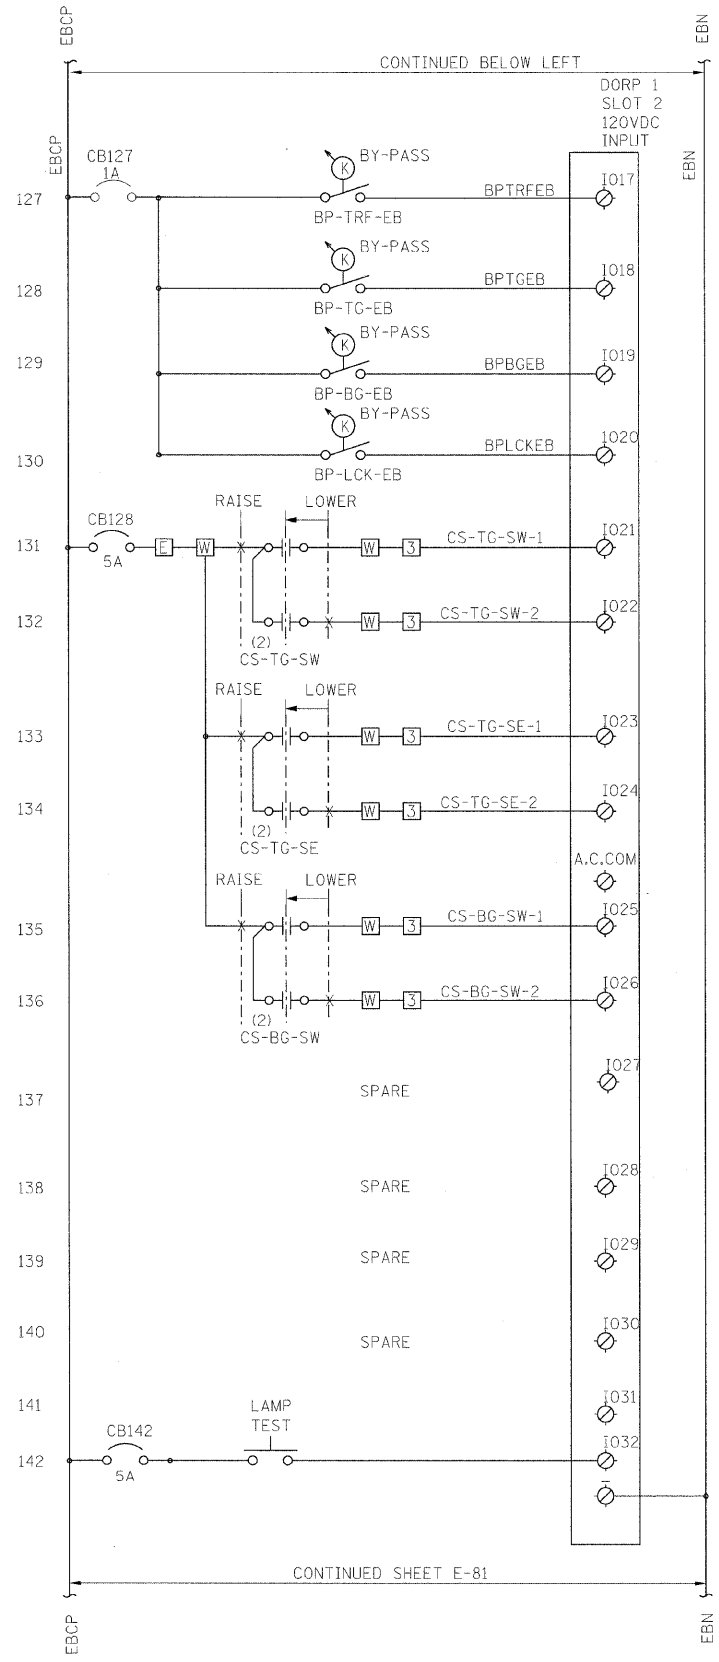 EBCP
EBN
CONTINUED BELOW LEFT
DORP 1
SLOT 2
120VDC
INPUT
EBCP
EBN
CB127
1A
BY-PASS
K
127
BPTRFEB
I017
BP-TRF-EB
BY-PASS
K
128
BPTGEB
I018
BP-TG-EB
BY-PASS
K
129
BPBGEB
I019
BP-BG-EB
BY-PASS
K
130
BPLCKEB
I020
BP-LCK-EB
RAISE LOWER
CB128
131
5A
E W W 3 CS-TG-SW-1 I021
132
W 3 CS-TG-SW-2 I022
(2)
CS-TG-SW
RAISE LOWER
133
W 3 CS-TG-SE-1 I023
134
W 3 CS-TG-SE-2 I024
(2)
CS-TG-SE
A.C.COM
RAISE LOWER
135
W 3 CS-BG-SW-1 I025
136
W 3 CS-BG-SW-2 I026
(2)
CS-BG-SW
137 SPARE I027
138 SPARE I028
139 SPARE I029
140 SPARE I030
141 I031
LAMP
TEST
CB142
142 I032
5A
-
CONTINUED SHEET E-81
EBCP
EBN